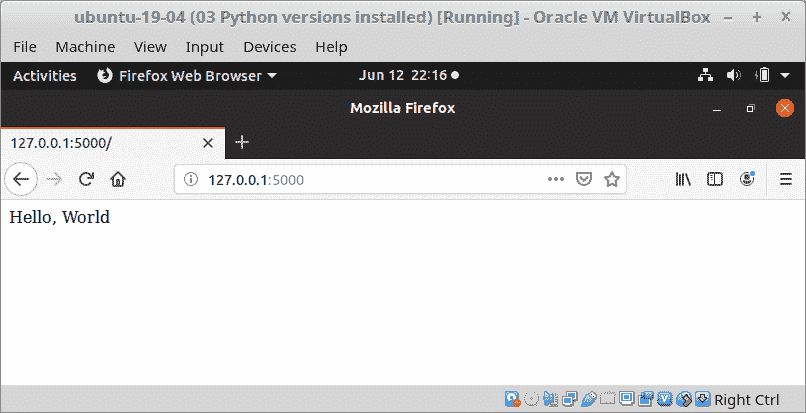 ubuntu-19-04 (03 Python versions installed) [Running] - Oracle VM VirtualBox
File Machine View Input Devices Help
Activities Firefox Web Browser Jun 12 22:16
Mozilla Firefox
127.0.0.1:5000/
127.0.0.1:5000
Hello, World
Right Ctrl